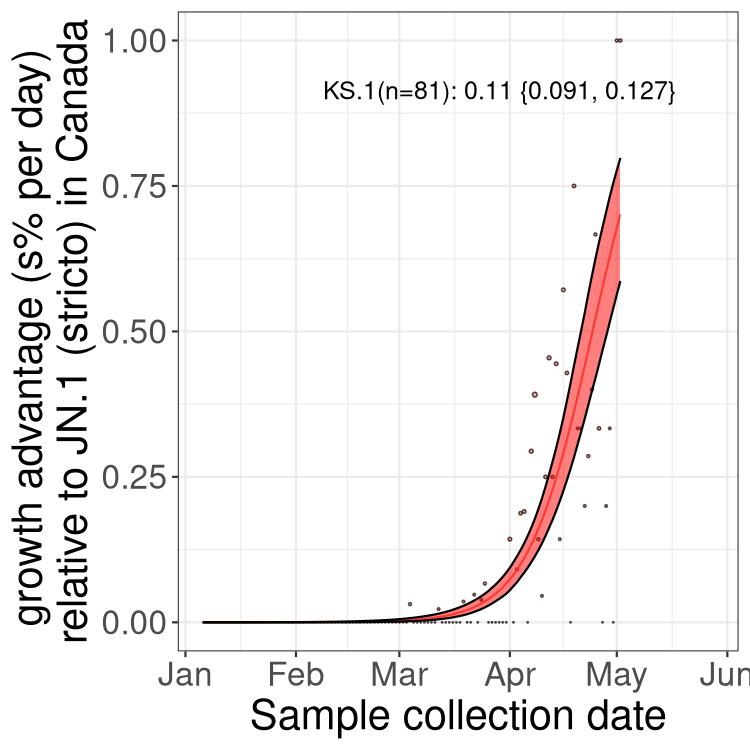 growth advantage (s% per day)
relative to JN.1 (stricto) in Canada
1.00
KS.1(n=81): 0.11 {0.091, 0.127}
0.75
0.50
0.25
0.00
Jan Feb Mar Apr May Jun
Sample collection date